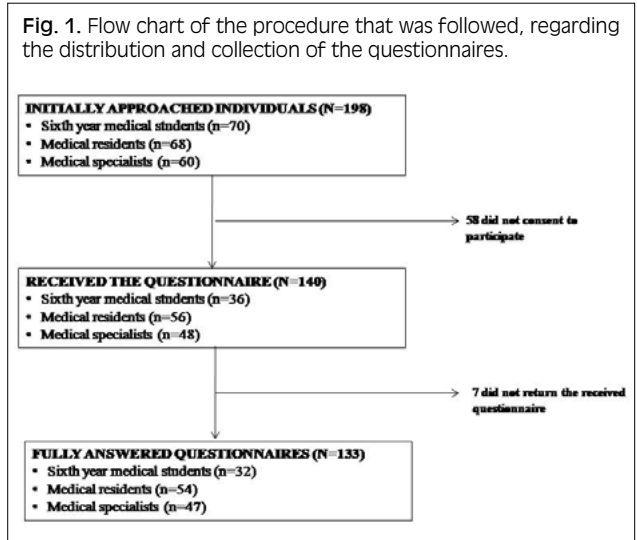 Fig. 1. Flow chart of the procedure that was followed, regarding
the distribution and collection of the questionnaires.
INITIALLY APPROACHED INDIVIDUALS (N=198)
• Sixth year medical students (n=70)
• Medical residents (n=68)
• Medical specialists (n=60)
58 did not consent to
participate
RECEIVED THE QUESTIONNAIRE (N=140)
• Sixth year medical students (n=36)
• Medical residents (n=56)
• Medical specialists (n=48)
7 did not return the received
questionnaire
FULLY ANSWERED QUESTIONNAIRES (N=133)
• Sixth year medical students (n=32)
• Medical residents (n=54)
• Medical specialists (n=47)